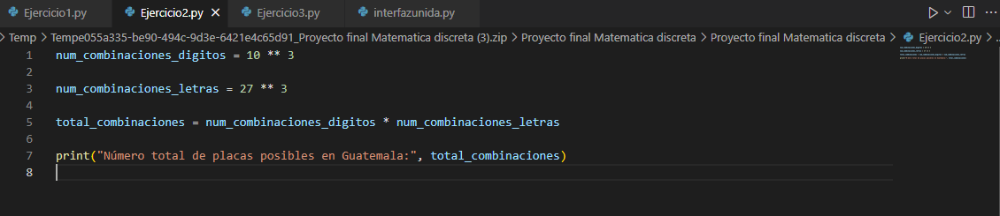 Ejercicio1.py Ejercicio2.py Ejercicio3.py interfazunida.py
> Temp > Tempe055a335-be90-494c-9d3e-6421e4c65d91_Proyecto final Matematica discreta (3).zip > Proyecto final Matematica discreta > Proyecto final Matematica discreta > Ejercicio2.py > ...
1 num_combinaciones_digitos = 10 ** 3
2
3 num_combinaciones_letras = 27 ** 3
4
5 total_combinaciones = num_combinaciones_digitos * num_combinaciones_letras
6
7 print("Número total de placas posibles en Guatemala:", total_combinaciones)
8